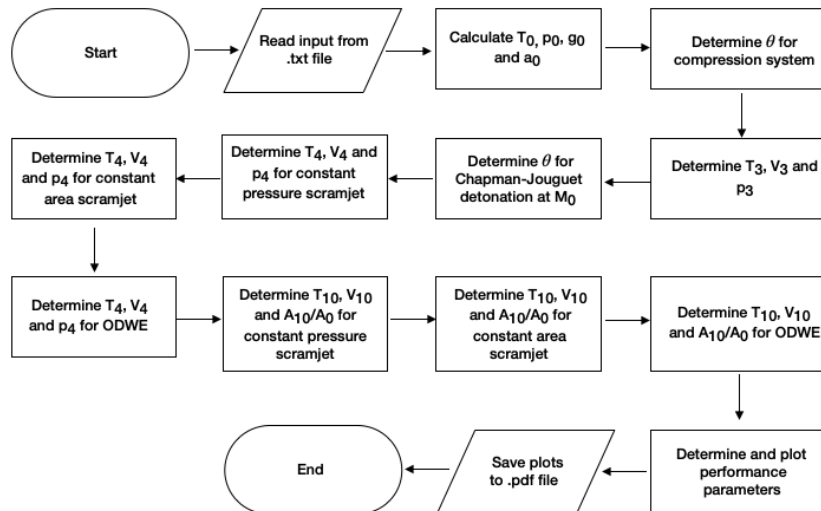 Start
Read input from
.txt file
Calculate T0, p0, g0
and a0
Determine θ for
compression system
Determine T3, V3 and
p3
Determine θ for
Chapman-Jouguet
detonation at M0
Determine T4, V4 and
p4 for constant
pressure scramjet
Determine T4, V4
and p4 for constant
area scramjet
Determine T4, V4
and p4 for ODWE
Determine T10, V10
and A10/A0 for
constant pressure
scramjet
Determine T10, V10
and A10/A0 for
constant area
scramjet
Determine T10, V10
and A10/A0 for ODWE
Determine and plot
performance
parameters
Save plots
to .pdf file
End